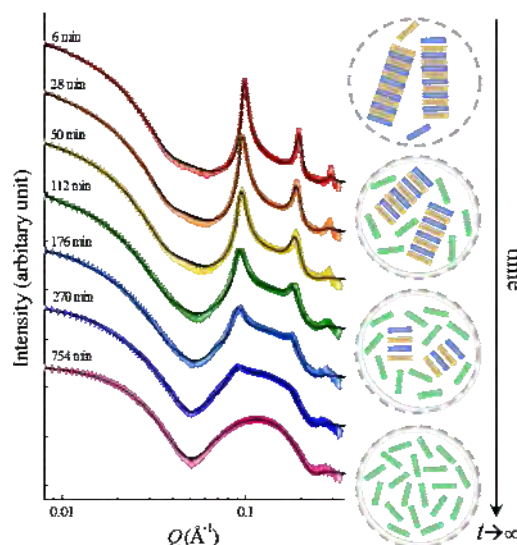 6 min
28 min
50 min
112 min
176 min
270 min
754 min
Intensity (arbitary unit)
0.01
0.1
Q(Å⁻¹)
time
t→∞